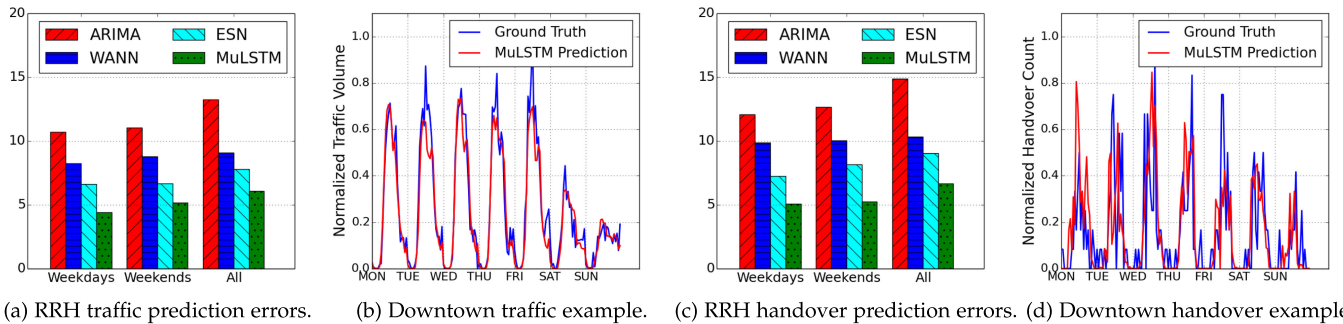 20
15
10
5
0
ARIMA
WANN
ESN
MuLSTM
Weekdays
Weekends
All
(a) RRH traffic prediction errors.
Normalized Traffic Volume
1.0
0.8
0.6
0.4
0.2
0.0
Ground Truth
MuLSTM Prediction
MON TUE WED THU FRI SAT SUN
(b) Downtown traffic example.
20
15
10
5
0
ARIMA
WANN
ESN
MuLSTM
Weekdays
Weekends
All
(c) RRH handover prediction errors.
Normalized Handvoer Count
1.0
0.8
0.6
0.4
0.2
0.0
Ground Truth
MuLSTM Prediction
MON TUE WED THU FRI SAT SUN
(d) Downtown handover example